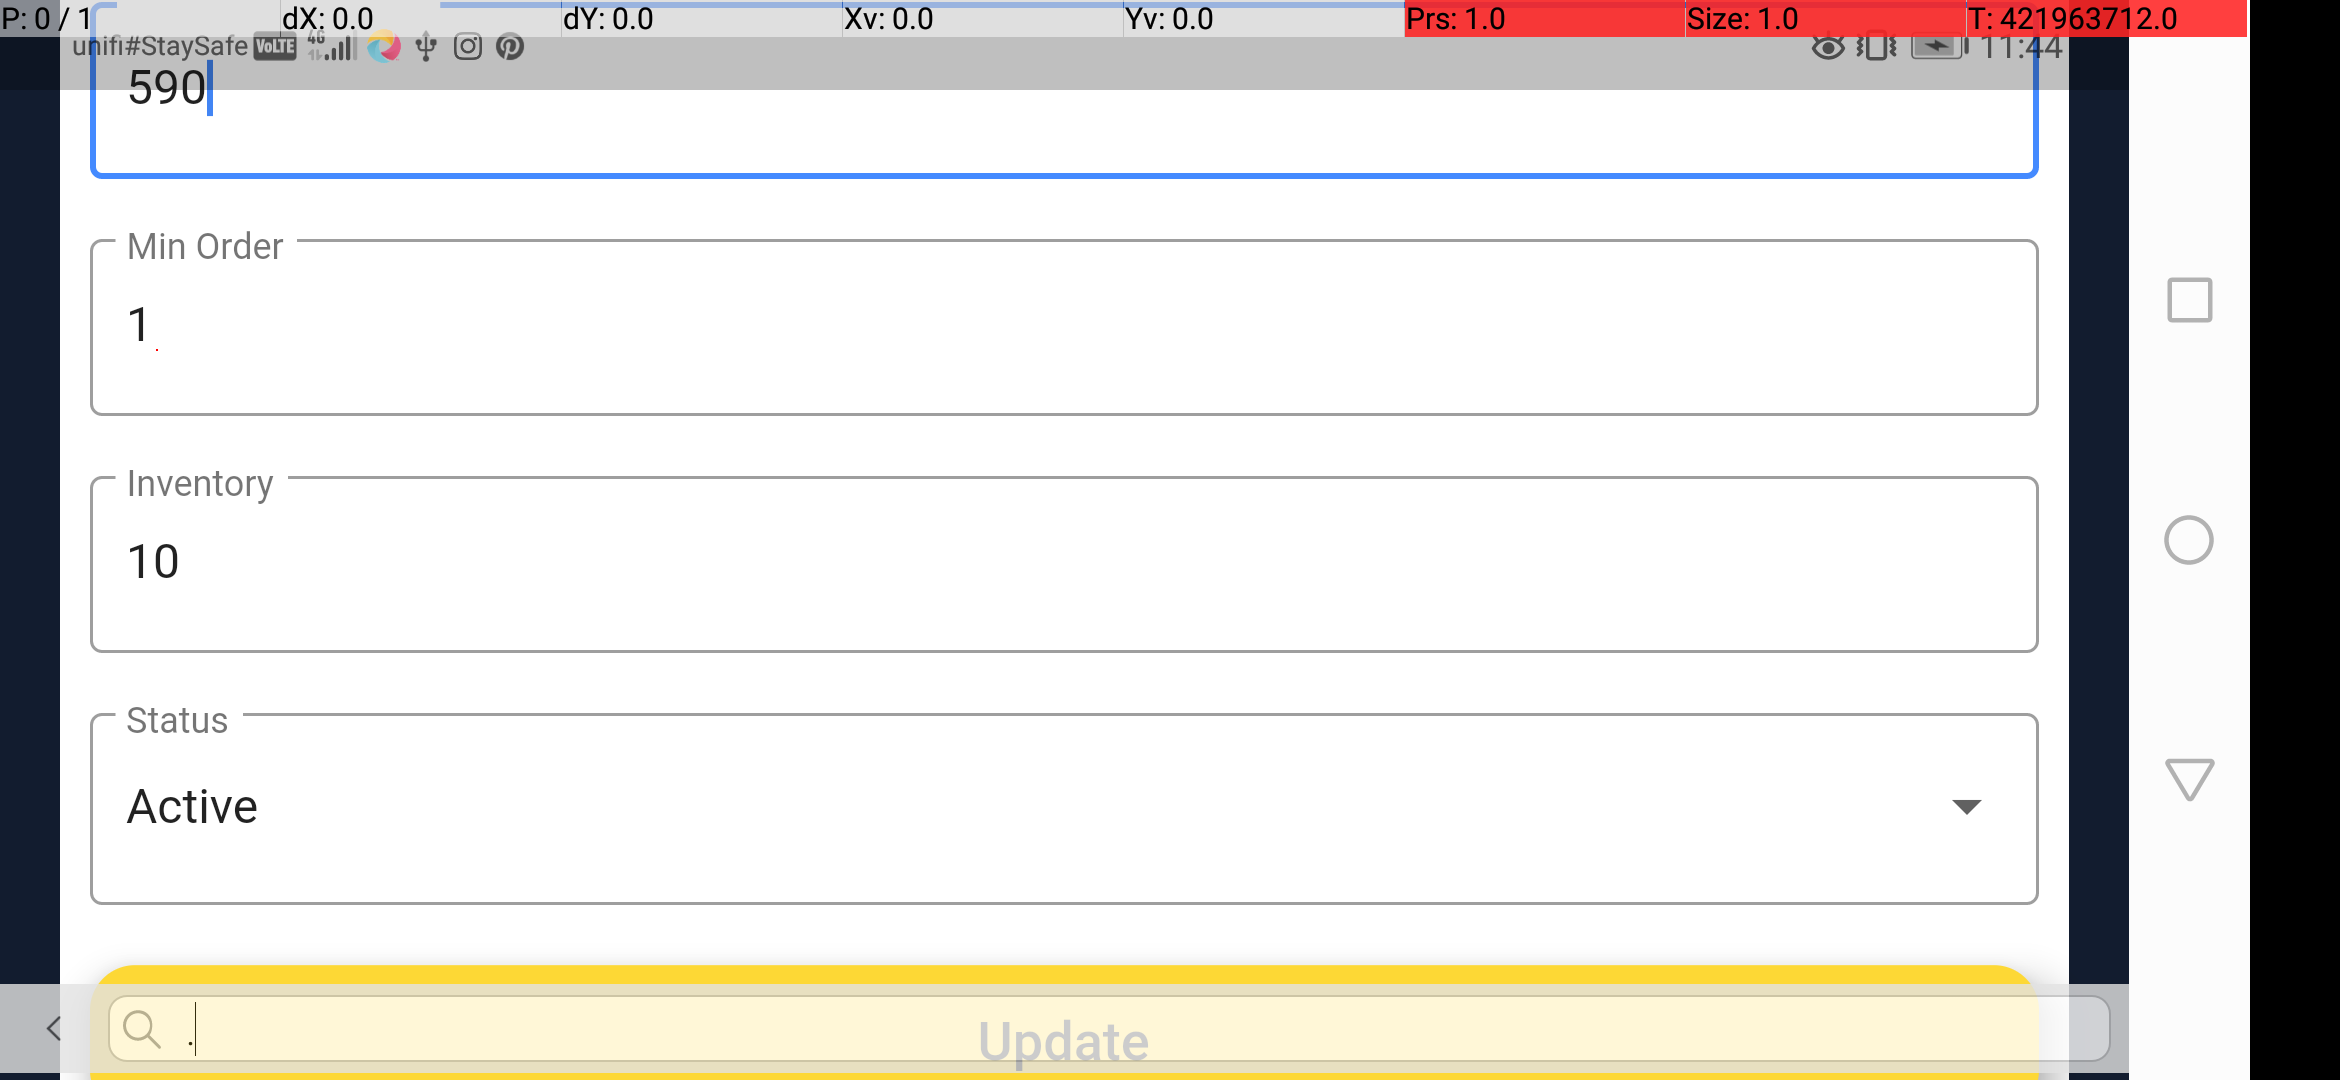 P: 0 / 1 dX: 0.0 dY: 0.0 Xv: 0.0 Yv: 0.0 Prs: 1.0 Size: 1.0 T: 421963712.0
unifi#StaySafe VoLTE 4G 11:44
590
Min Order
1
Inventory
10
Status
Active
.
Update